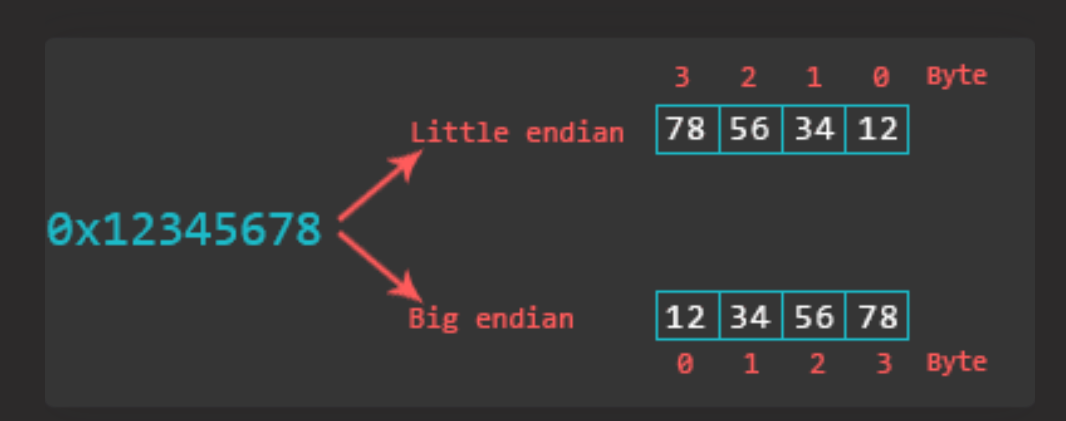 3 2 1 0 Byte
Little endian 78 56 34 12
0x12345678
Big endian 12 34 56 78
0 1 2 3 Byte